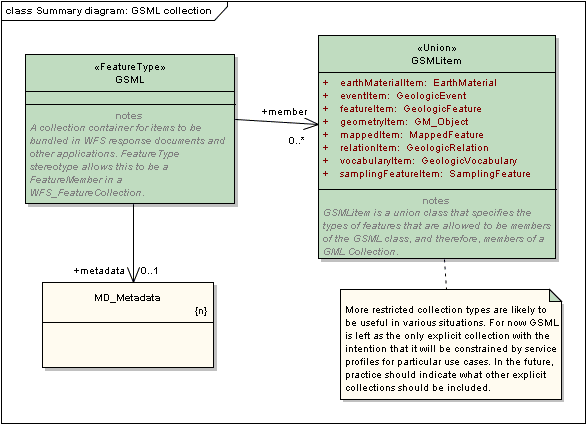 class Summary diagram: GSML collection
«FeatureType»
GSML
notes
A collection container for items to be
bundled in WFS response documents and
other applications. FeatureType
stereotype allows this to be a
FeatureMember in a
WFS_FeatureCollection.
+member
0..*
«Union»
GSMLitem
+ earthMaterialItem: EarthMaterial
+ eventItem: GeologicEvent
+ featureItem: GeologicFeature
+ geometryItem: GM_Object
+ mappedItem: MappedFeature
+ relationItem: GeologicRelation
+ vocabularyItem: GeologicVocabulary
+ samplingFeatureItem: SamplingFeature
notes
GSMLitem is a union class that specifies the
types of features that are allowed to be members
of the GSML class, and therefore, members of a
GML Collection.
+metadata
0..1
MD_Metadata
{n}
More restricted collection types are likely to
be useful in various situations. For now GSML
is left as the only explicit collection with the
intention that it will be constrained by service
profiles for particular use cases. In the future,
practice should indicate what other explicit
collections should be included.